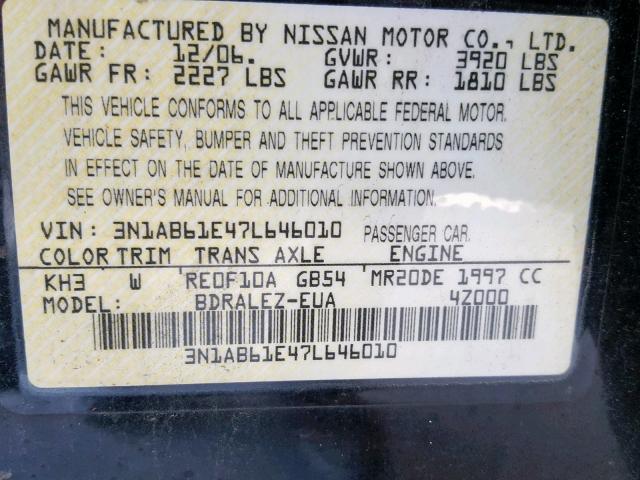 MANUFACTURED BY NISSAN MOTOR CO., LTD.
DATE: 12/06. GVWR: 3920 LBS
GAWR FR: 2227 LBS GAWR RR: 1810 LBS
THIS VEHICLE CONFORMS TO ALL APPLICABLE FEDERAL MOTOR
VEHICLE SAFETY, BUMPER AND THEFT PREVENTION STANDARDS
IN EFFECT ON THE DATE OF MANUFACTURE SHOWN ABOVE.
SEE OWNER'S MANUAL FOR ADDITIONAL INFORMATION.
VIN: 3N1AB61E47L646010 PASSENGER CAR.
COLOR TRIM TRANS AXLE ENGINE
KH3 W RE0F10A GB54 MR20DE 1997 CC
MODEL: BDRALEZ-EUA 4Z000
3N1AB61E47L646010